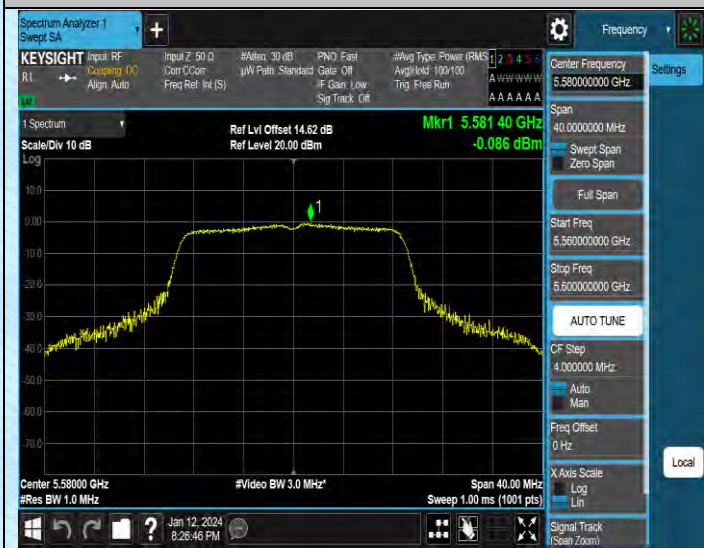 Spectrum Analyzer 1
Swept SA
+
Frequency
KEYSIGHT Input: RF Input Z: 50 Ω #Atten: 30 dB PNO: Fast #Avg Type: Power (RMS 1 2 3 4 5 6
RL Coupling: DC Corr CCorr µW Path: Standard Gate: Off Avg|Hold: 100/100 A W W W W W
Align: Auto Freq Ref: Int (S) IF Gain: Low Trig: Free Run
Sig Track: Off A A A A A A
1 Spectrum
Scale/Div 10 dB
Ref Lvl Offset 14.62 dB
Ref Level 20.00 dBm
Mkr1 5.581 40 GHz
-0.086 dBm
Log
10.0
0.00
-10.0
-20.0
-30.0
-40.0
-60.0
-70.0
1
Center 5.58000 GHz #Video BW 3.0 MHz* Span 40.00 MHz
#Res BW 1.0 MHz Sweep 1.00 ms (1001 pts)
Center Frequency
5.580000000 GHz
Settings
Span
40.0000000 MHz
Swept Span
Zero Span
Full Span
Start Freq
5.560000000 GHz
Stop Freq
5.600000000 GHz
AUTO TUNE
CF Step
4.000000 MHz
Auto
Man
Freq Offset
0 Hz
X Axis Scale
Log
Lin
Local
Signal Track
(Span Zoom)
?
Jan 12, 2024
8:26:46 PM